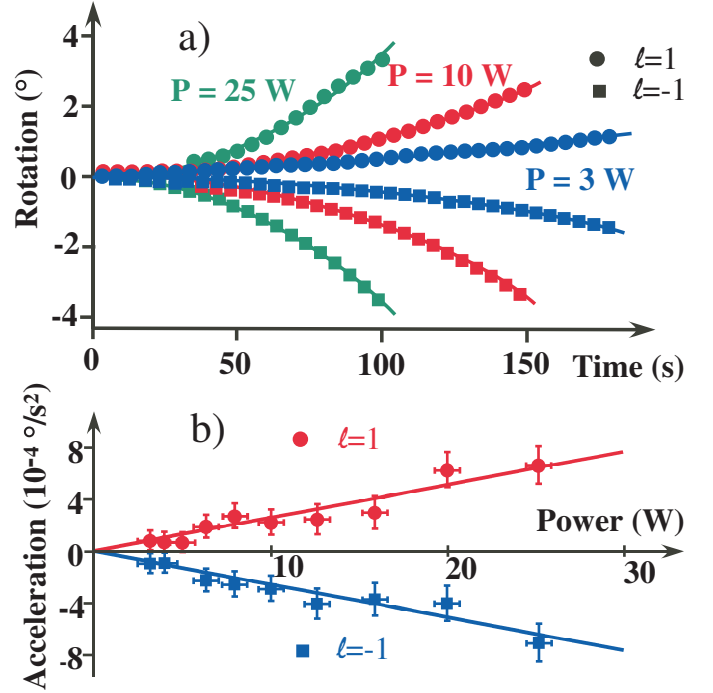 a)
4
2
0
-2
-4
Rotation (°)
P = 25 W
P = 10 W
P = 3 W
ℓ=1
ℓ=-1
0
50
100
150
Time (s)
b)
8
4
0
-4
-8
Acceleration (10⁻⁴ °/s²)
ℓ=1
Power (W)
10
20
30
ℓ=-1